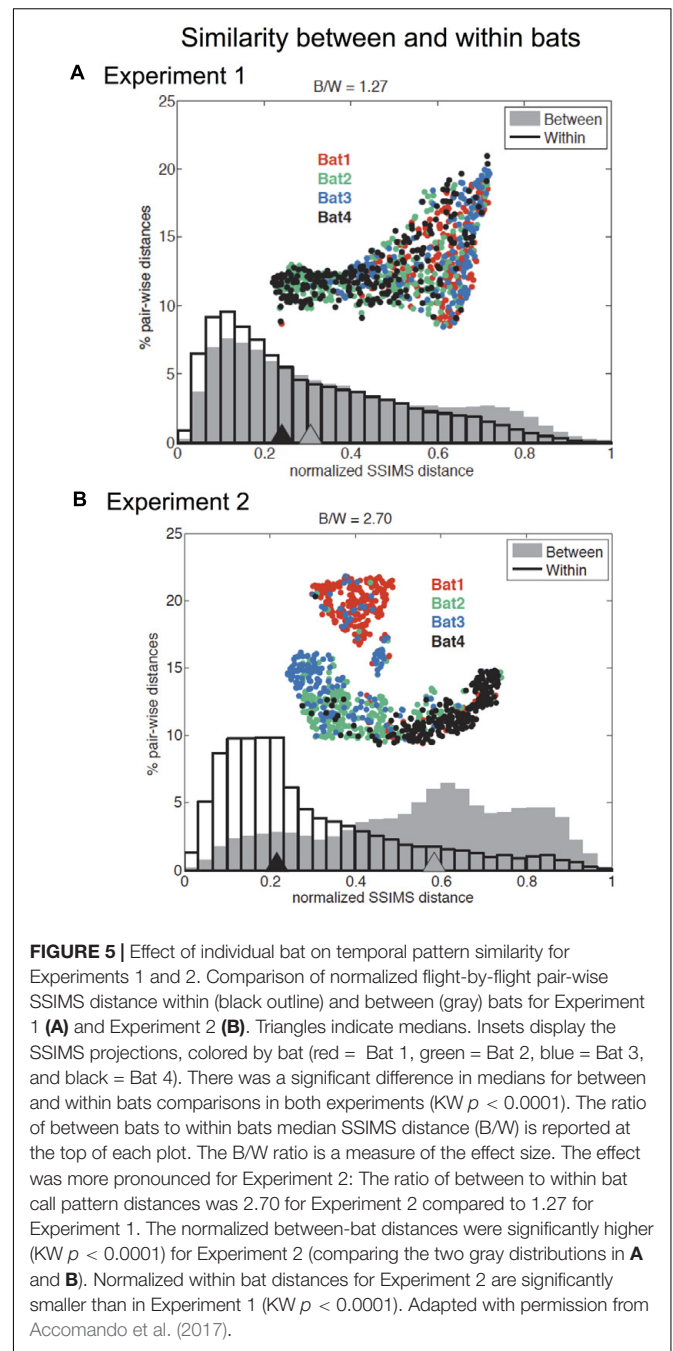 Similarity between and within bats
A Experiment 1
B/W = 1.27
25
20
15
10
5
0
% pair-wise distances
Between
Within
Bat1
Bat2
Bat3
Bat4
0 0.2 0.4 0.6 0.8 1
normalized SSIMS distance
B Experiment 2
B/W = 2.70
25
20
15
10
5
0
% pair-wise distances
Between
Within
Bat1
Bat2
Bat3
Bat4
0 0.2 0.4 0.6 0.8 1
normalized SSIMS distance
FIGURE 5 | Effect of individual bat on temporal pattern similarity for
Experiments 1 and 2. Comparison of normalized flight-by-flight pair-wise
SSIMS distance within (black outline) and between (gray) bats for Experiment
1 (A) and Experiment 2 (B). Triangles indicate medians. Insets display the
SSIMS projections, colored by bat (red = Bat 1, green = Bat 2, blue = Bat 3,
and black = Bat 4). There was a significant difference in medians for between
and within bats comparisons in both experiments (KW p < 0.0001). The ratio
of between bats to within bats median SSIMS distance (B/W) is reported at
the top of each plot. The B/W ratio is a measure of the effect size. The effect
was more pronounced for Experiment 2: The ratio of between to within bat
call pattern distances was 2.70 for Experiment 2 compared to 1.27 for
Experiment 1. The normalized between-bat distances were significantly higher
(KW p < 0.0001) for Experiment 2 (comparing the two gray distributions in A
and B). Normalized within bat distances for Experiment 2 are significantly
smaller than in Experiment 1 (KW p < 0.0001). Adapted with permission from
Accomando et al. (2017).